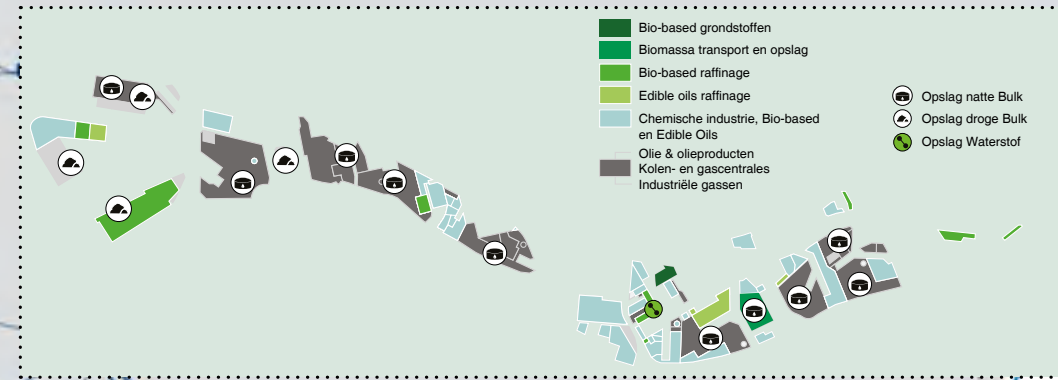 Bio-based grondstoffen
Biomassa transport en opslag
Bio-based raffinage
Edible oils raffinage
Chemische industrie, Bio-based
en Edible Oils
Olie & olieproducten
Kolen- en gascentrales
Industriële gassen
Opslag natte Bulk
Opslag droge Bulk
Opslag Waterstof